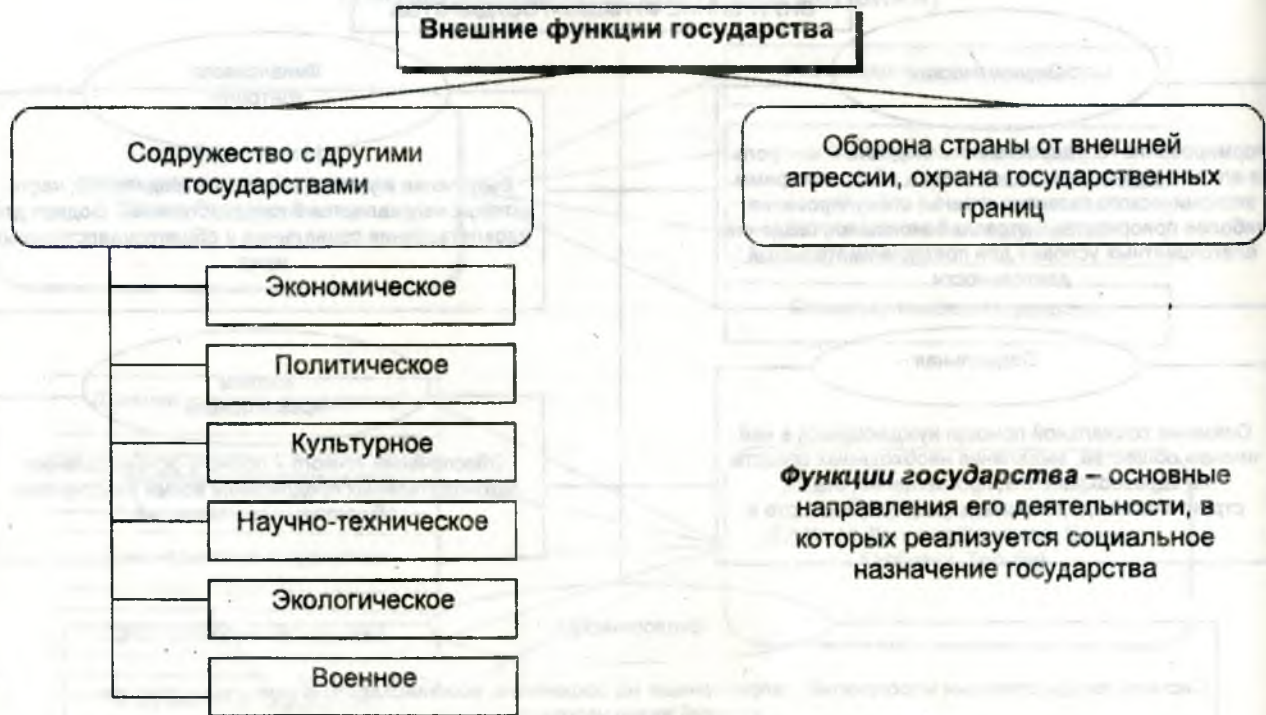 Внешние функции государства
Содружество с другими
государствами
Экономическое
Политическое
Культурное
Научно-техническое
Экологическое
Военное
Оборона страны от внешней
агрессии, охрана государственных
границ
Функции государства – основные
направления его деятельности, в
которых реализуется социальное
назначение государства